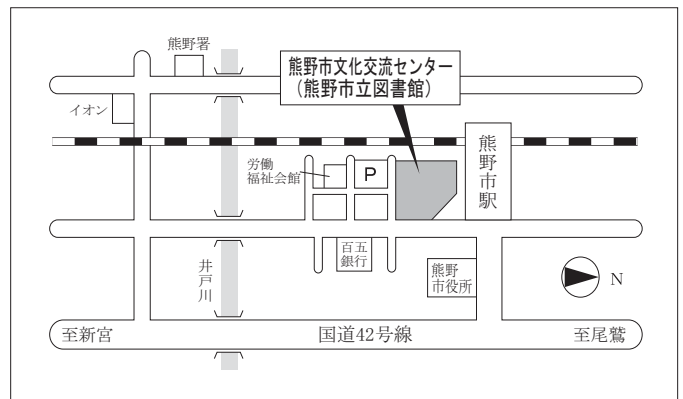 熊野署
熊野市文化交流センター
（熊野市立図書館）
イオン
労働
福祉会館
P
熊野市駅
百五
銀行
井戸川
熊野
市役所
N
至新宮
国道42号線
至尾鷲